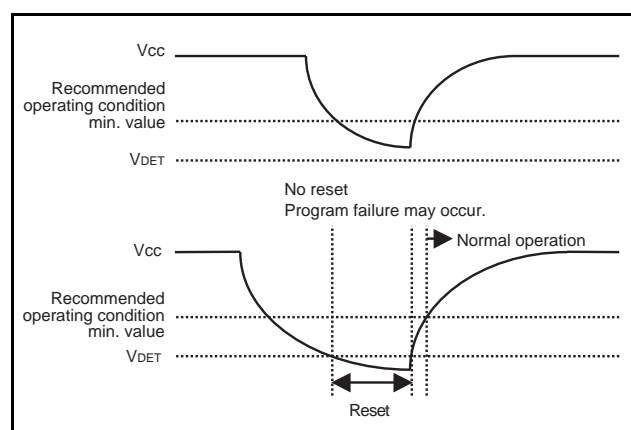 Vcc
Recommended
operating condition
min. value
VDET
No reset
Program failure may occur.
Normal operation
Vcc
Recommended
operating condition
min. value
VDET
Reset